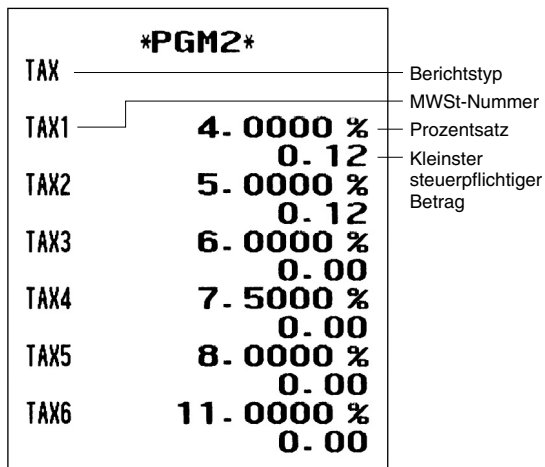 *PGM2*
TAX
Berichtstyp
MWSt-Nummer
TAX1 4.0000 %
Prozentsatz
0.12
Kleinster
steuerpflichtiger
Betrag
TAX2 5.0000 %
0.12
TAX3 6.0000 %
0.00
TAX4 7.5000 %
0.00
TAX5 8.0000 %
0.00
TAX6 11.0000 %
0.00